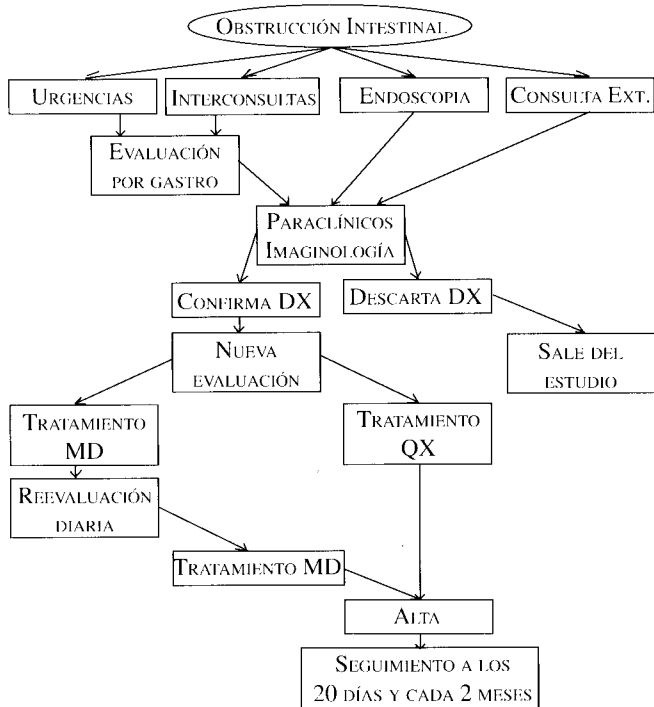 OBSTRUCCIÓN INTESTINAL
URGENCIAS
INTERCONSULTAS
ENDOSCOPIA
CONSULTA EXT.
EVALUACIÓN
POR GASTRO
PARACLÍNICOS
IMAGINOLOGÍA
CONFIRMA DX
DESCARTA DX
NUEVA
EVALUACIÓN
SALE DEL
ESTUDIO
TRATAMIENTO
MD
TRATAMIENTO
QX
REEVALUACIÓN
DIARIA
TRATAMIENTO MD
ALTA
SEGUIMIENTO A LOS
20 DÍAS Y CADA 2 MESES